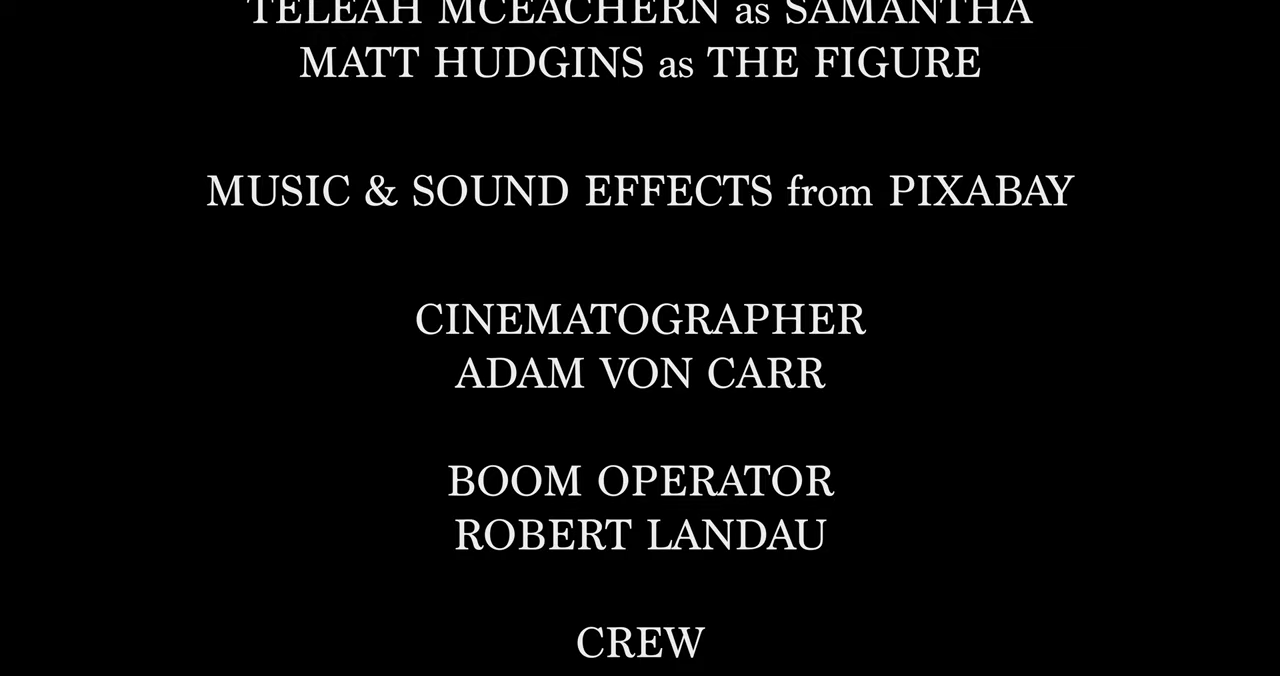 TELEAH MCEACHERN as SAMANTHA
MATT HUDGINS as THE FIGURE
MUSIC & SOUND EFFECTS from PIXABAY
CINEMATOGRAPHER
ADAM VON CARR
BOOM OPERATOR
ROBERT LANDAU
CREW